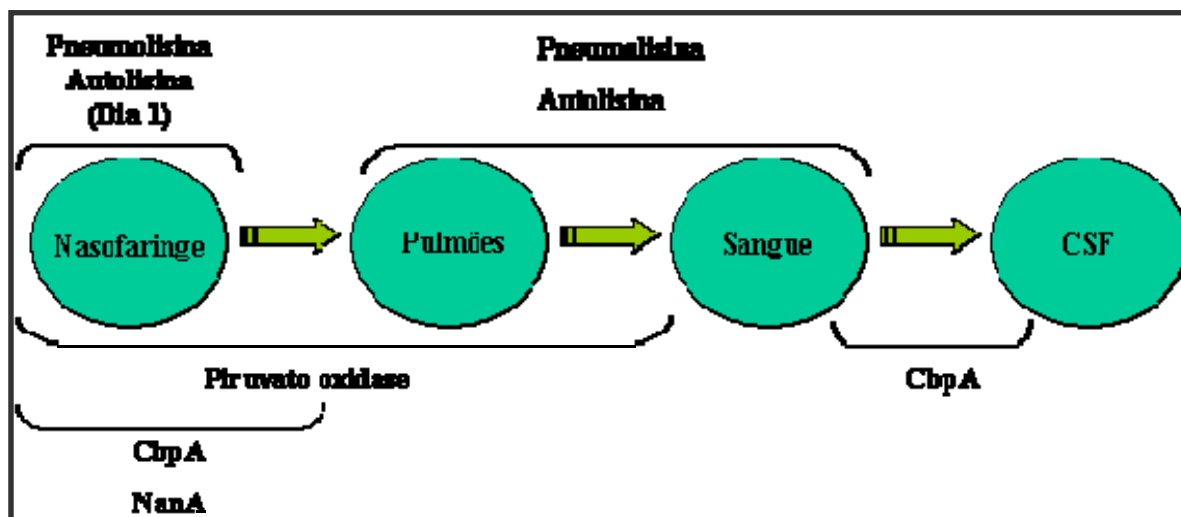 Pneumolisina
Autolisina
(Dia 1)
Pneumolisina
Autolisina
Nasofaringe
Pulmões
Sangue
CSF
Piruvato oxidase
CbpA
CbpA
NanA